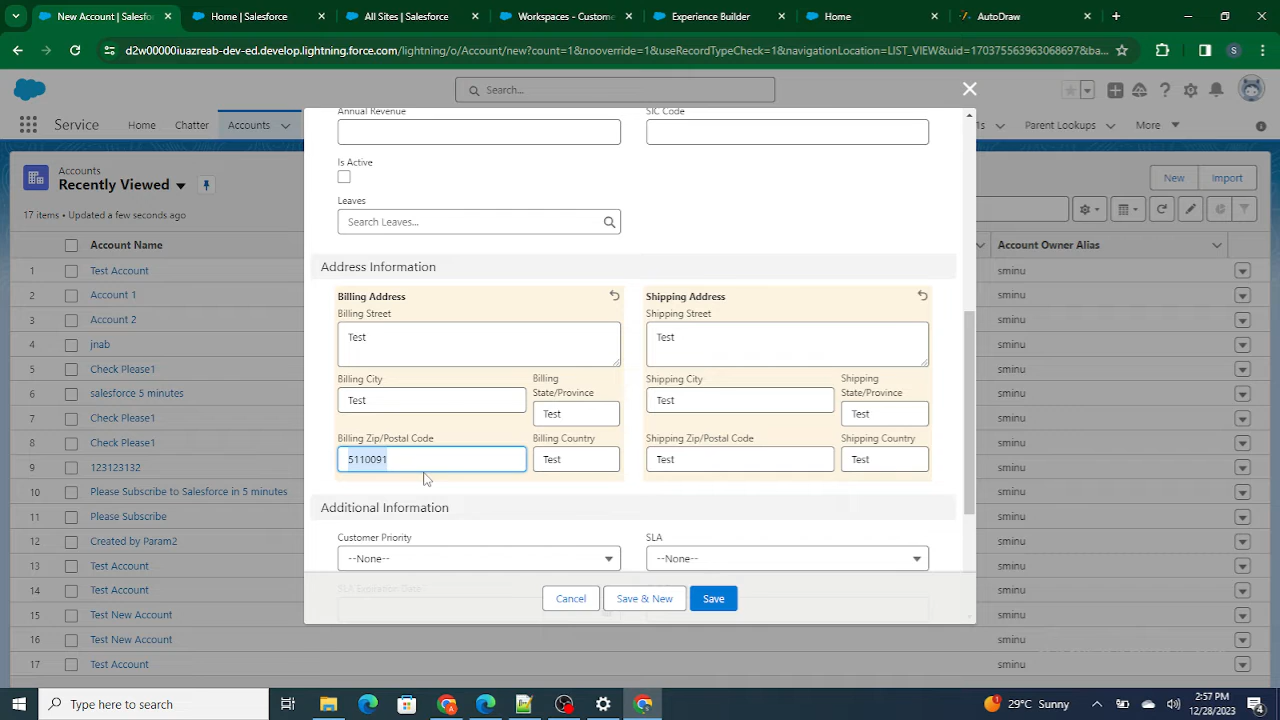 New Account | Salesforce
Home | Salesforce
All Sites | Salesforce
Workspaces - Custome
Experience Builder
Home
AutoDraw
d2w00000iuazreab-dev-ed.develop.lightning.force.com/lightning/o/Account/new?count=1&nooverride=1&useRecordTypeCheck=1&navigationLocation=LIST_VIEW&uid=170375563963068697&ba...
S
Search...
Service
Home
Chatter
Accounts
Parent Lookups
More
Accounts
Recently Viewed
17 items • Updated a few seconds ago
New
Import
Account Name
Account Owner Alias
1 Test Account sminu
2 Account 1 sminu
3 Account 2 sminu
4 jnab sminu
5 Check Please1 sminu
6 salesforce 5 minutes sminu
7 Check Please1 sminu
8 Check Please1 sminu
9 123123132 sminu
10 Please Subscribe to Salesforce in 5 minutes sminu
11 Please Subscribe sminu
12 Created by Param2 sminu
13 Test Account sminu
14 Test Account sminu
15 Test New Account sminu
16 Test New Account sminu
17 Test Account sminu
Annual Revenue
SIC Code
Is Active
Leaves
Search Leaves...
Address Information
Billing Address
Billing Street
Test
Billing City
Test
Billing
State/Province
Test
Billing Zip/Postal Code
5110091
Billing Country
Test
Shipping Address
Shipping Street
Test
Shipping City
Test
Shipping
State/Province
Test
Shipping Zip/Postal Code
Test
Shipping Country
Test
Additional Information
Customer Priority
--None--
SLA
--None--
SLA Expiration Date
Cancel
Save & New
Save
Type here to search
29°C Sunny
2:57 PM
12/28/2023
4